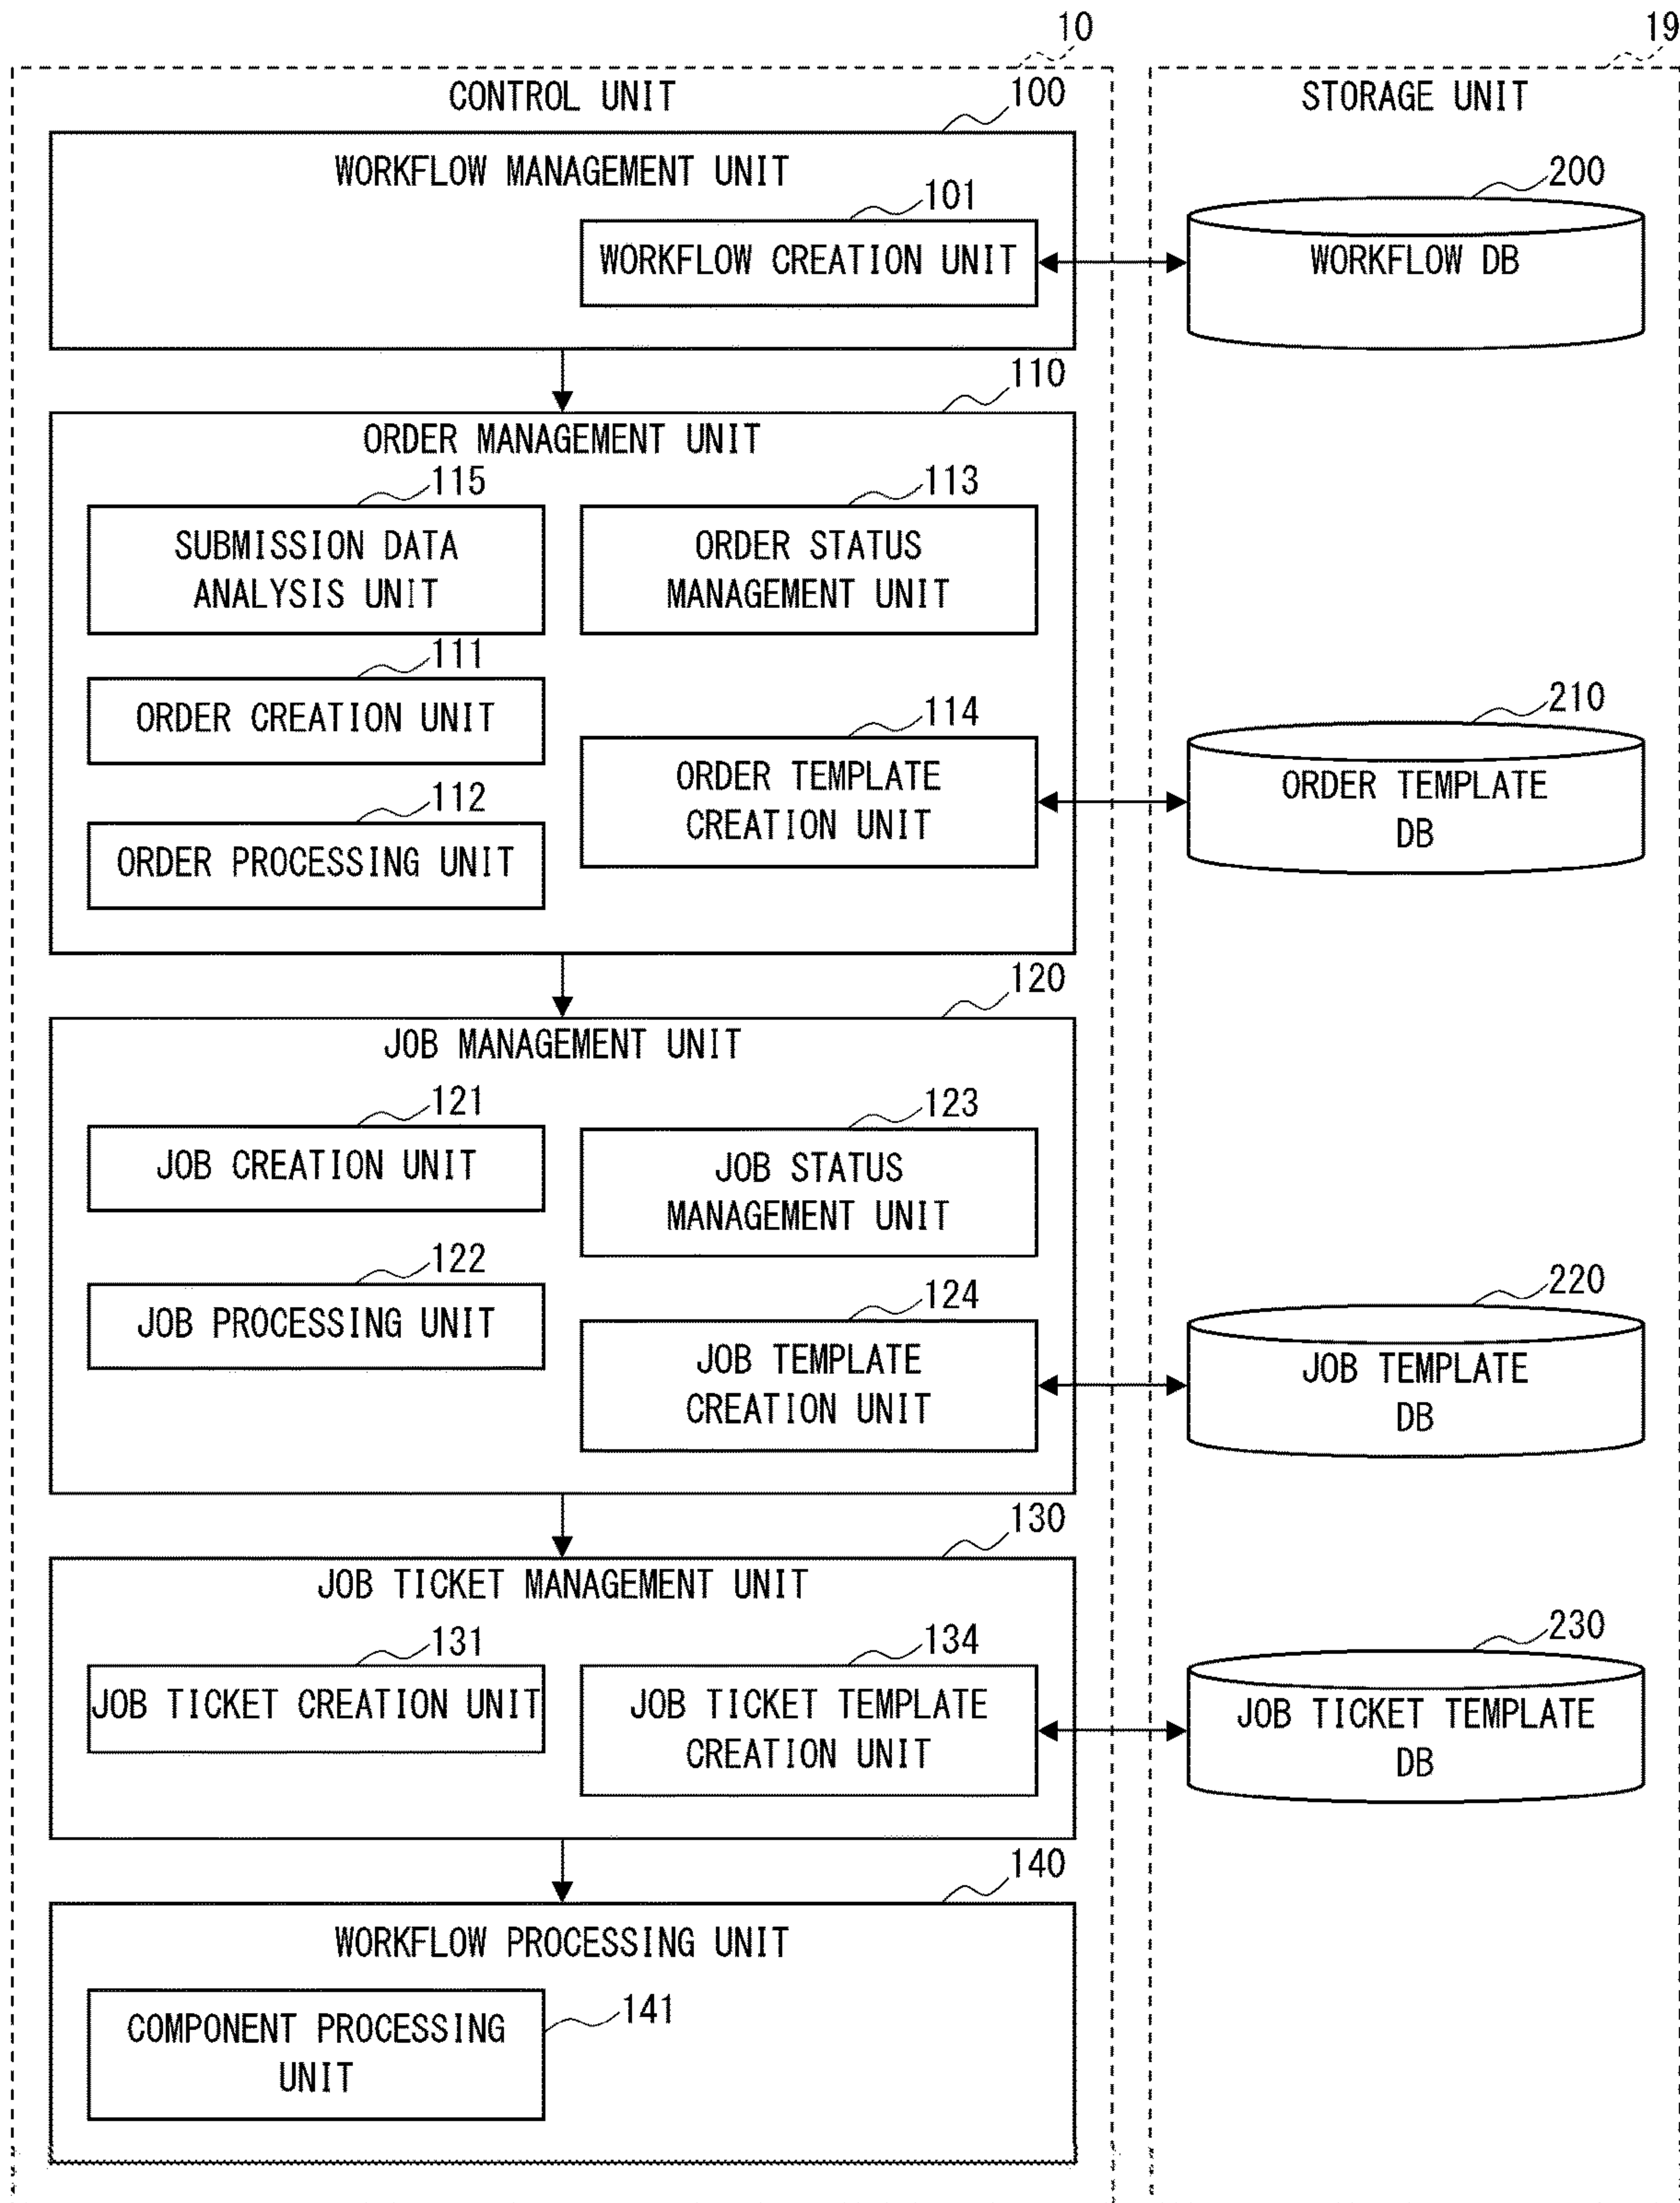 10
19
CONTROL UNIT
STORAGE UNIT
100
WORKFLOW MANAGEMENT UNIT
101
WORKFLOW CREATION UNIT
200
WORKFLOW DB
110
ORDER MANAGEMENT UNIT
115
SUBMISSION DATA
ANALYSIS UNIT
113
ORDER STATUS
MANAGEMENT UNIT
111
ORDER CREATION UNIT
114
ORDER TEMPLATE
CREATION UNIT
210
ORDER TEMPLATE
DB
112
ORDER PROCESSING UNIT
120
JOB MANAGEMENT UNIT
121
JOB CREATION UNIT
123
JOB STATUS
MANAGEMENT UNIT
122
JOB PROCESSING UNIT
124
JOB TEMPLATE
CREATION UNIT
220
JOB TEMPLATE
DB
130
JOB TICKET MANAGEMENT UNIT
131
JOB TICKET CREATION UNIT
134
JOB TICKET TEMPLATE
CREATION UNIT
230
JOB TICKET TEMPLATE
DB
140
WORKFLOW PROCESSING UNIT
141
COMPONENT PROCESSING
UNIT